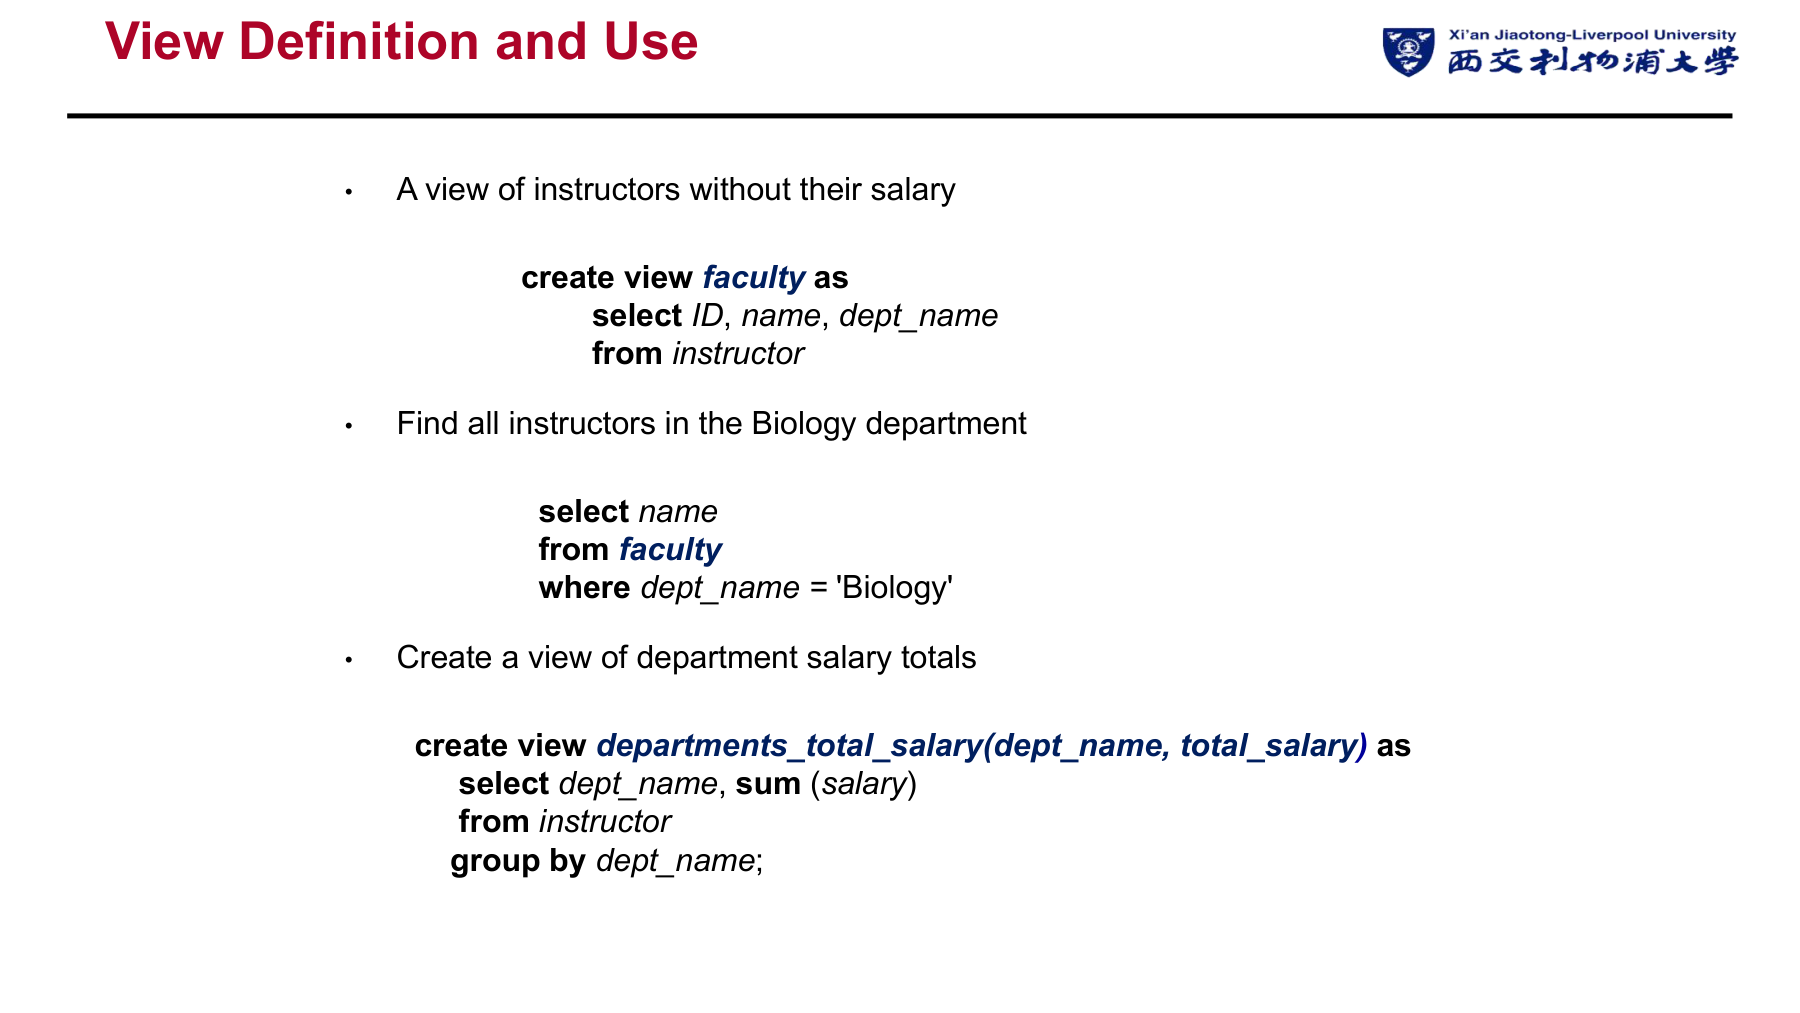 View Definition and Use
Xi'an Jiaotong-Liverpool University
西交利物浦大學
• A view of instructors without their salary
create view faculty as
select ID, name, dept_name
from instructor
• Find all instructors in the Biology department
select name
from faculty
where dept_name = 'Biology'
• Create a view of department salary totals
create view departments_total_salary(dept_name, total_salary) as
select dept_name, sum (salary)
from instructor
group by dept_name;